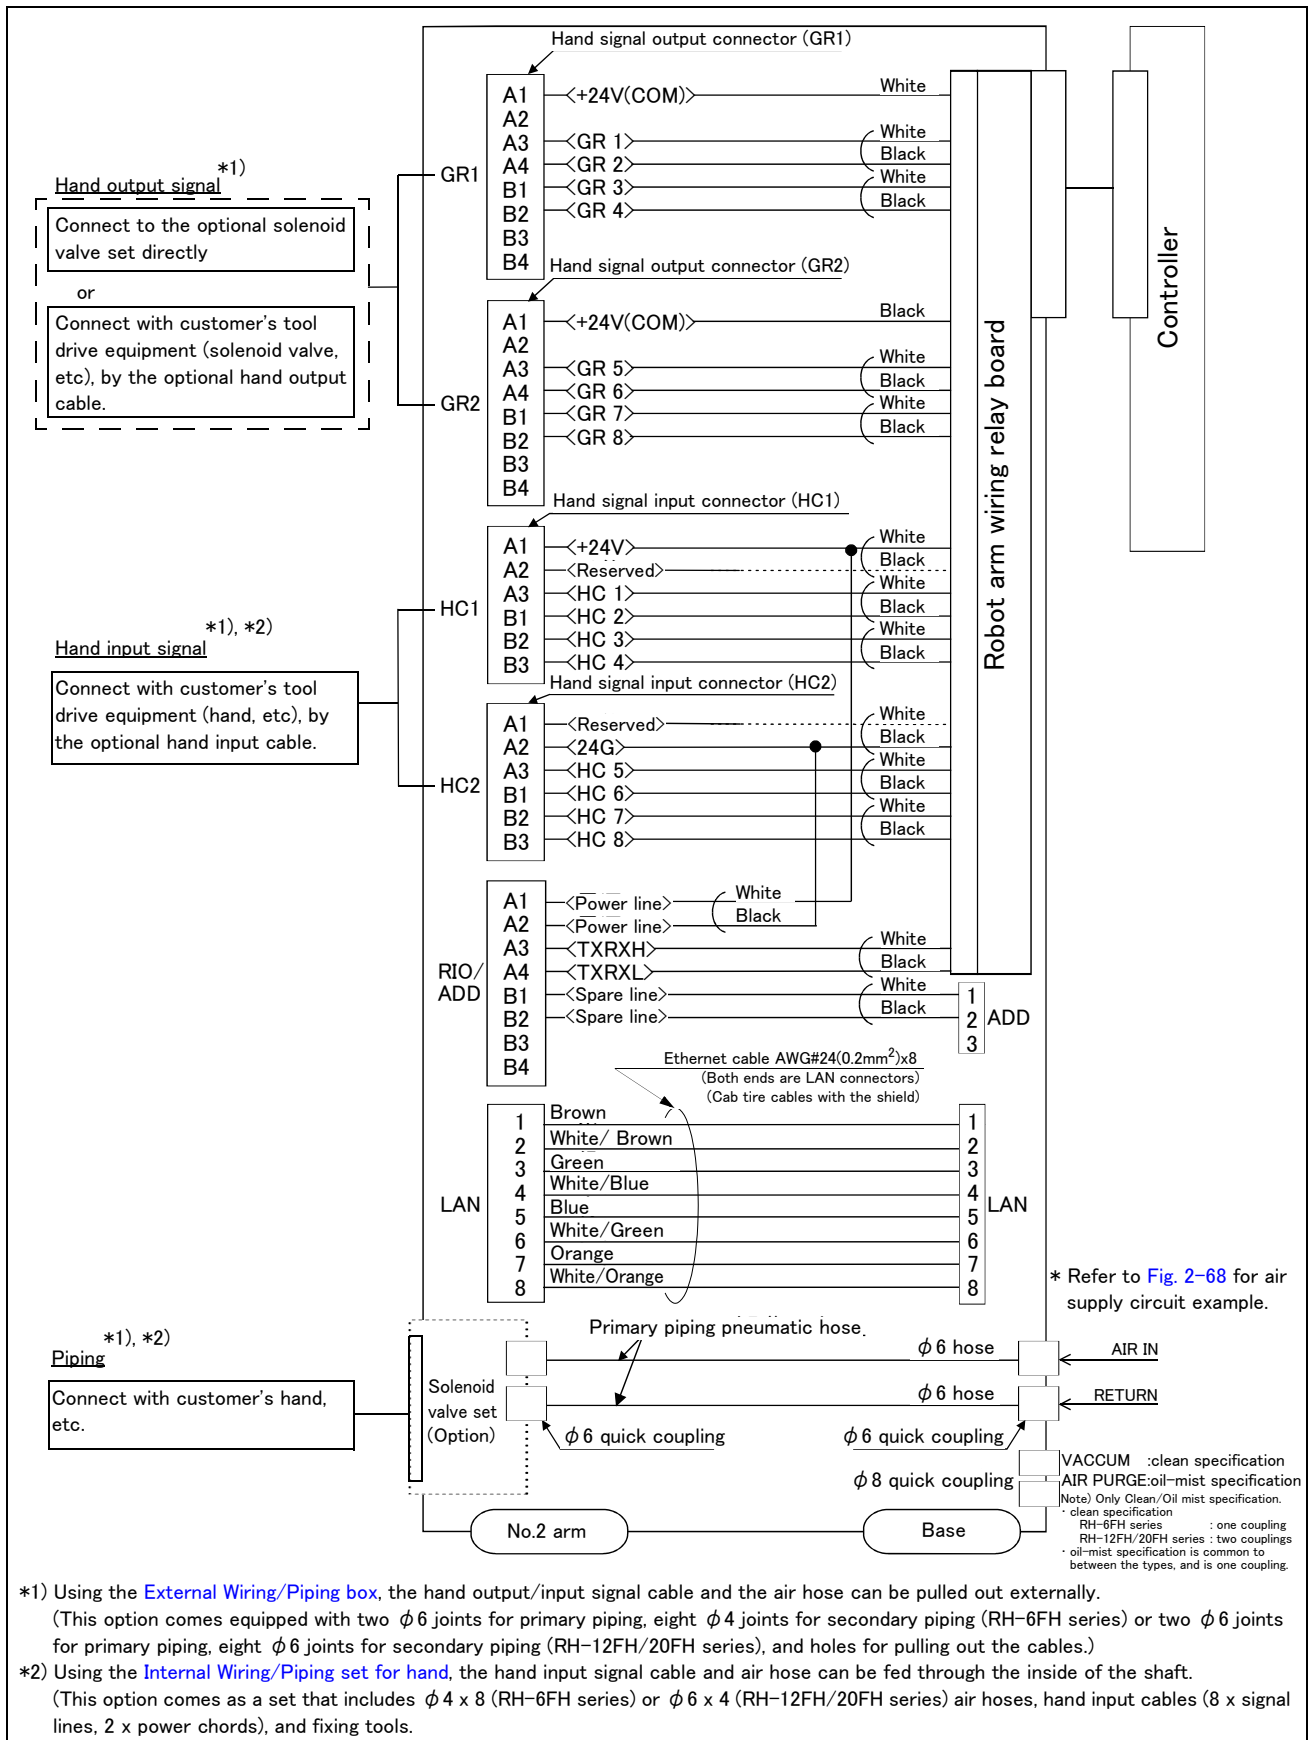 Hand signal output connector (GR1)
A1 <+24V(COM)> White
A2
A3 <GR 1> White
A4 <GR 2> Black
B1 <GR 3> White
B2 <GR 4> Black
B3
B4
GR1
*1)
Hand output signal
Connect to the optional solenoid
valve set directly
or
Connect with customer's tool
drive equipment (solenoid valve,
etc), by the optional hand output
cable.
Hand signal output connector (GR2)
A1 <+24V(COM)> Black
A2
A3 <GR 5> White
A4 <GR 6> Black
B1 <GR 7> White
B2 <GR 8> Black
B3
B4
GR2
Robot arm wiring relay board
Controller
Hand signal input connector (HC1)
A1 <+24V> White
A2 <Reserved> Black
A3 <HC 1> White
B1 <HC 2> Black
B2 <HC 3> White
B3 <HC 4> Black
HC1
*1), *2)
Hand input signal
Connect with customer's tool
drive equipment (hand, etc), by
the optional hand input cable.
Hand signal input connector (HC2)
A1 <Reserved> White
A2 <24G> Black
A3 <HC 5> White
B1 <HC 6> Black
B2 <HC 7> White
B3 <HC 8> Black
HC2
A1 <Power line> White
A2 <Power line> Black
A3 <TXRXH> White
A4 <TXRXL> Black
B1 <Spare line> White 1
B2 <Spare line> Black 2
B3 3
B4
RIO/
ADD
ADD
Ethernet cable AWG#24(0.2mm²)x8
(Both ends are LAN connectors)
(Cab tire cables with the shield)
1 Brown 1
2 White/ Brown 2
3 Green 3
4 White/Blue 4
5 Blue 5
6 White/Green 6
7 Orange 7
8 White/Orange 8
LAN
LAN
* Refer to Fig. 2-68 for air
supply circuit example.
*1), *2)
Piping
Connect with customer's hand,
etc.
Solenoid
valve set
(Option)
Primary piping pneumatic hose
φ6 hose
AIR IN
φ6 hose
RETURN
φ6 quick coupling
φ6 quick coupling
φ8 quick coupling
VACCUM :clean specification
AIR PURGE:oil-mist specification
Note) Only Clean/Oil mist specification.
・clean specification
RH-6FH series : one coupling
RH-12FH/20FH series : two couplings
・oil-mist specification is common to
between the types, and is one coupling.
No.2 arm
Base
*1) Using the External Wiring/Piping box, the hand output/input signal cable and the air hose can be pulled out externally.
(This option comes equipped with two φ6 joints for primary piping, eight φ4 joints for secondary piping (RH-6FH series) or two φ6 joints
for primary piping, eight φ6 joints for secondary piping (RH-12FH/20FH series), and holes for pulling out the cables.)
*2) Using the Internal Wiring/Piping set for hand, the hand input signal cable and air hose can be fed through the inside of the shaft.
(This option comes as a set that includes φ4 x 8 (RH-6FH series) or φ6 x 4 (RH-12FH/20FH series) air hoses, hand input cables (8 x signal
lines, 2 x power chords), and fixing tools.